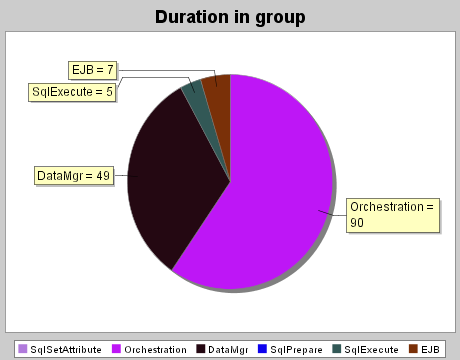 Duration in group
EJB = 7
SqlExecute = 5
DataMgr = 49
Orchestration =
90
SqlSetAttribute Orchestration DataMgr SqlPrepare SqlExecute EJB